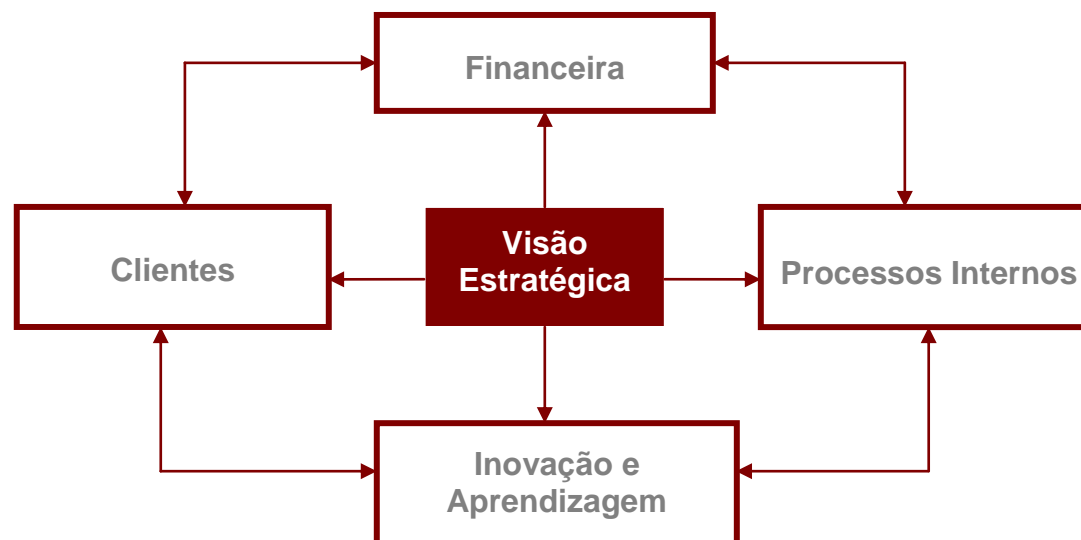 Financeira
Clientes
Visão
Estratégica
Processos Internos
Inovação e
Aprendizagem